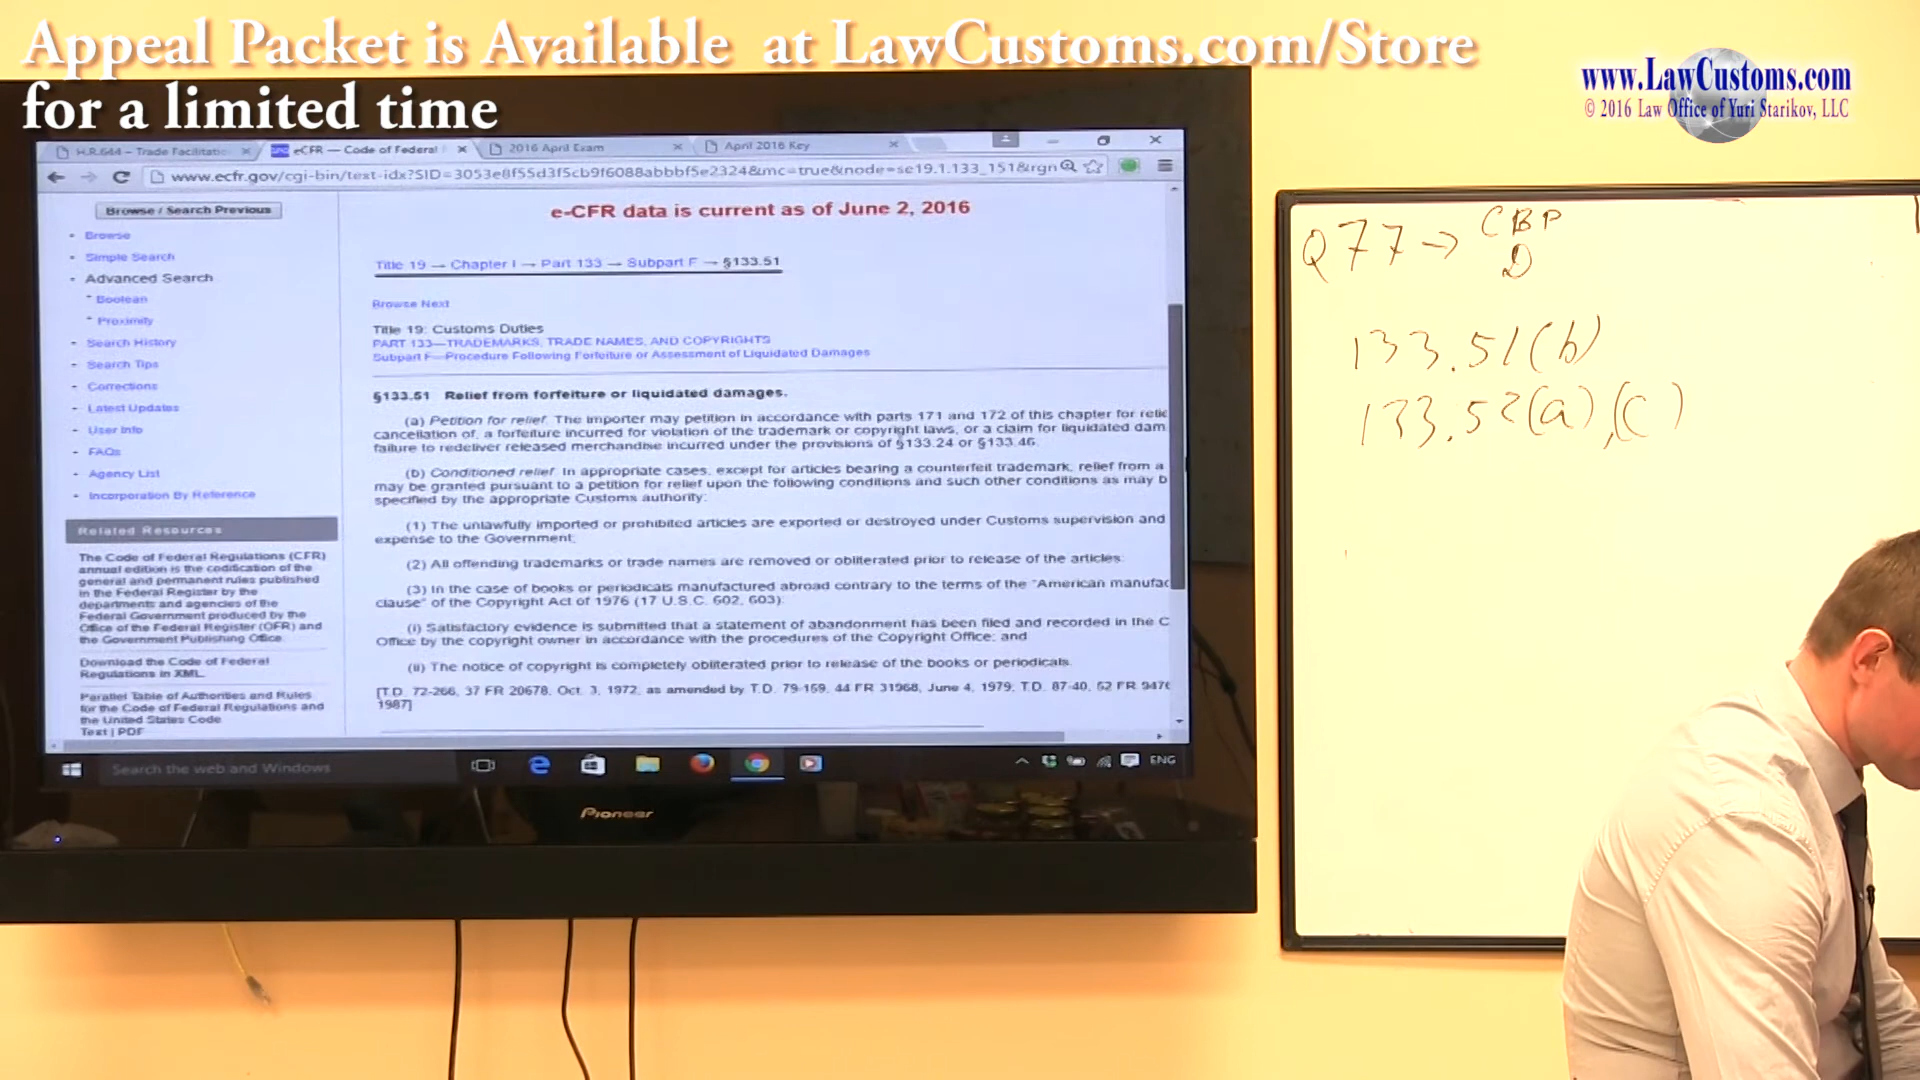 Appeal Packet is Available at LawCustoms.com/Store
for a limited time
www.LawCustoms.com
© 2016 Law Office of Yuri Starikov, LLC
H.R.644 – Trade Facilitatio
eCFR — Code of Federal
2016 April Exam
April 2016 Key
www.ecfr.gov/cgi-bin/text-idx?SID=3053e8f55d3f5cb9f6088abbbf5e2324&mc=true&node=se19.1.133_151&rgn
Browse / Search Previous
Browse
Simple Search
Advanced Search
Boolean
Proximity
Search History
Search Tips
Corrections
Latest Updates
User Info
FAQs
Agency List
Incorporation By Reference
Related Resources
The Code of Federal Regulations (CFR)
annual edition is the codification of the
general and permanent rules published
in the Federal Register by the
departments and agencies of the
Federal Government produced by the
Office of the Federal Register (OFR) and
the Government Publishing Office
Download the Code of Federal
Regulations in XML.
Parallel Table of Authorities and Rules
for the Code of Federal Regulations and
the United States Code
Text | PDF
e-CFR data is current as of June 2, 2016
Title 19 → Chapter I → Part 133 → Subpart F → §133.51
Browse Next
Title 19: Customs Duties
PART 133—TRADEMARKS, TRADE NAMES, AND COPYRIGHTS
Subpart F—Procedure Following Forfeiture or Assessment of Liquidated Damages
§133.51 Relief from forfeiture or liquidated damages.
(a) Petition for relief. The importer may petition in accordance with parts 171 and 172 of this chapter for relie
cancellation of, a forfeiture incurred for violation of the trademark or copyright laws, or a claim for liquidated dam
failure to redeliver released merchandise incurred under the provisions of §133.24 or §133.46.
(b) Conditioned relief. In appropriate cases, except for articles bearing a counterfeit trademark, relief from a
may be granted pursuant to a petition for relief upon the following conditions and such other conditions as may b
specified by the appropriate Customs authority:
(1) The unlawfully imported or prohibited articles are exported or destroyed under Customs supervision and
expense to the Government;
(2) All offending trademarks or trade names are removed or obliterated prior to release of the articles;
(3) In the case of books or periodicals manufactured abroad contrary to the terms of the "American manufac
clause" of the Copyright Act of 1976 (17 U.S.C. 602, 603):
(i) Satisfactory evidence is submitted that a statement of abandonment has been filed and recorded in the C
Office by the copyright owner in accordance with the procedures of the Copyright Office; and
(ii) The notice of copyright is completely obliterated prior to release of the books or periodicals.
[T.D. 72-266, 37 FR 20678, Oct. 3, 1972, as amended by T.D. 79-159, 44 FR 31968, June 4, 1979; T.D. 87-40, 52 FR 9476
1987]
Search the web and Windows
ENG
Pioneer
Q77 → CBP
D
133.51(b)
133.52(a),(c)